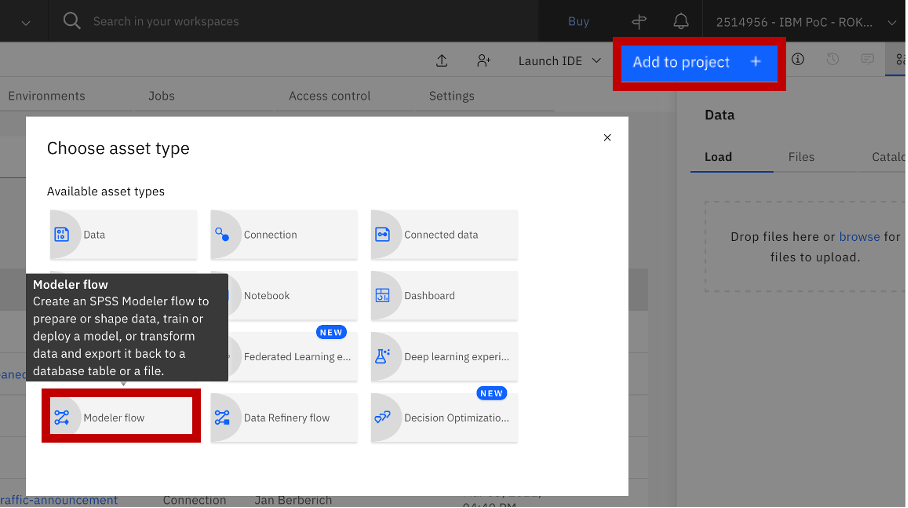 Search in your workspaces
Buy
2514956 - IBM PoC - ROK...
Launch IDE
Add to project +
Environments
Jobs
Access control
Settings
Data
Load
Files
Catalo
Drop files here or browse for
files to upload.
Choose asset type
Available asset types
Data
Connection
Connected data
Modeler flow
Create an SPSS Modeler flow to
prepare or shape data, train or
deploy a model, or transform
data and export it back to a
database table or a file.
Notebook
Dashboard
NEW
Federated Learning e...
Deep learning experi...
NEW
Modeler flow
Data Refinery flow
Decision Optimizatio...
raffic-announcement
Connection
Jan Berberich